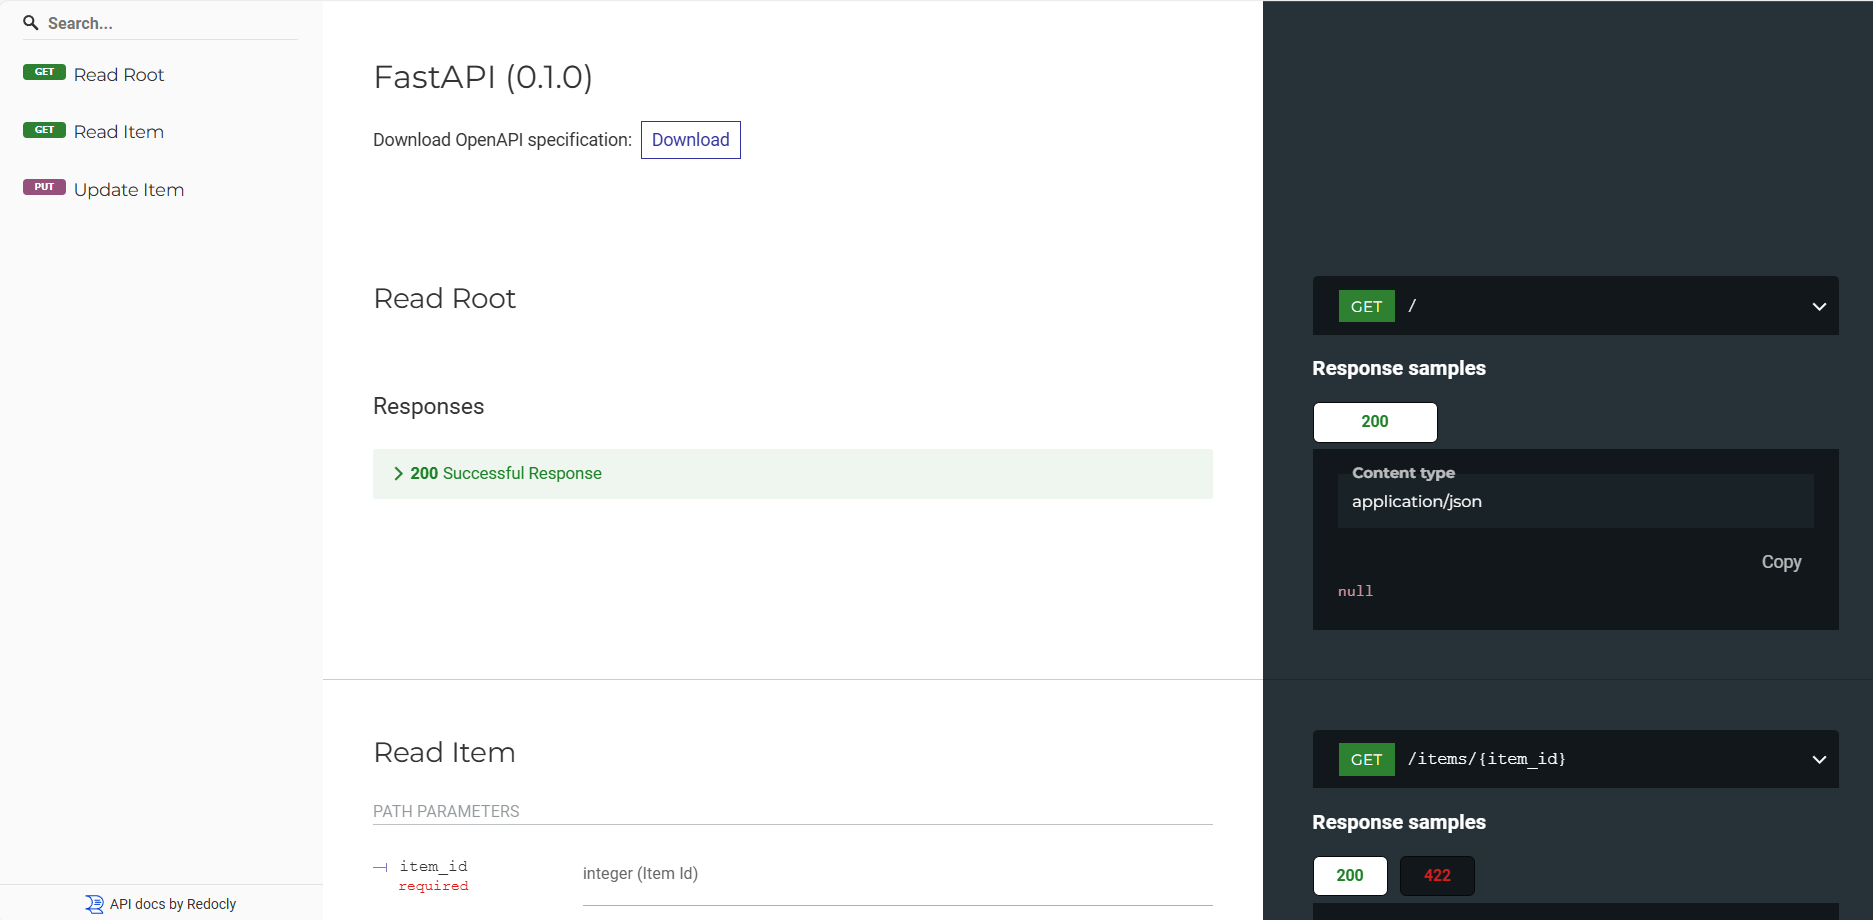 Search...
GET Read Root
GET Read Item
PUT Update Item
API docs by Redocly
FastAPI (0.1.0)
Download OpenAPI specification: Download
Read Root
Responses
200 Successful Response
GET /
Response samples
200
Content type
application/json
Copy
null
Read Item
PATH PARAMETERS
item_id
required
integer (Item Id)
GET /items/{item_id}
Response samples
200 422